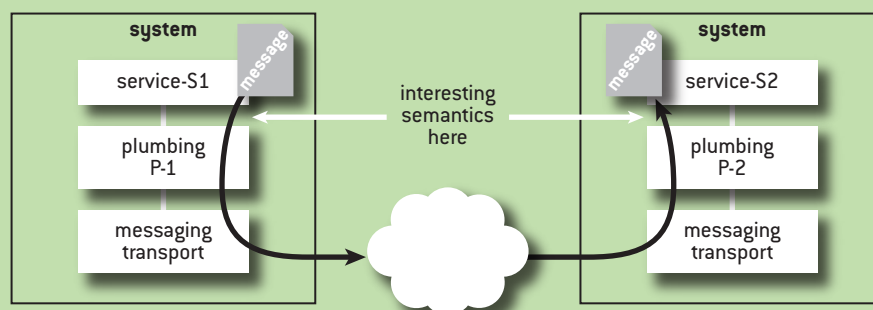 system
message
service-S1
plumbing
P-1
messaging
transport
interesting
semantics
here
system
message
service-S2
plumbing
P-2
messaging
transport